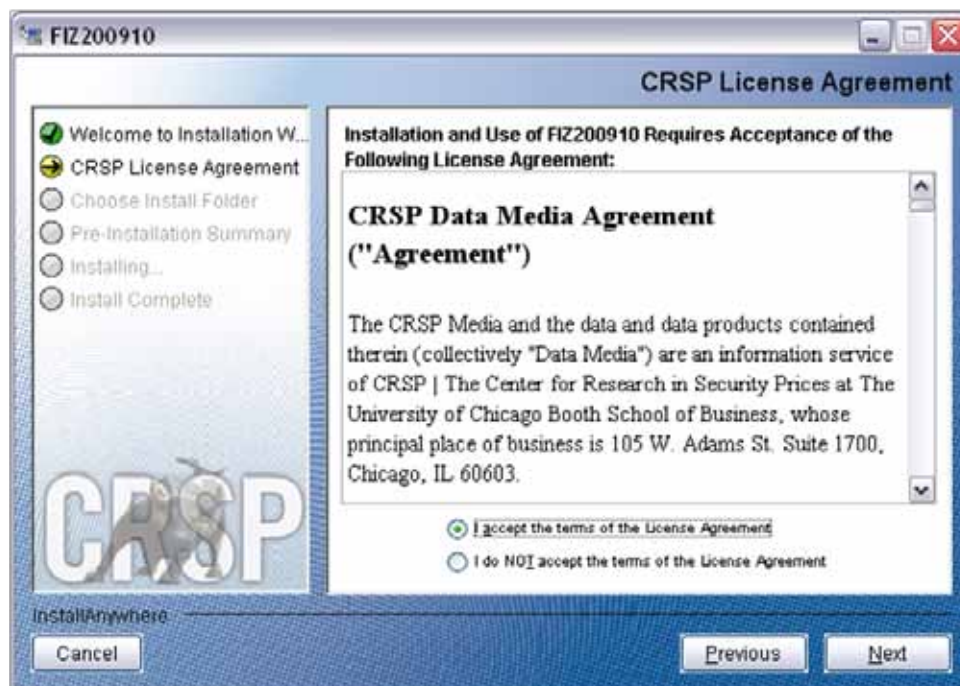 FIZ200910
CRSP License Agreement
Welcome to Installation W...
CRSP License Agreement
Choose Install Folder
Pre-Installation Summary
Installing...
Install Complete
CRSP
Installation and Use of FIZ200910 Requires Acceptance of the
Following License Agreement:
CRSP Data Media Agreement
("Agreement")
The CRSP Media and the data and data products contained
therein (collectively "Data Media") are an information service
of CRSP | The Center for Research in Security Prices at The
University of Chicago Booth School of Business, whose
principal place of business is 105 W. Adams St. Suite 1700,
Chicago, IL 60603.
I accept the terms of the License Agreement
I do NOT accept the terms of the License Agreement
InstallAnywhere
Cancel
Previous
Next